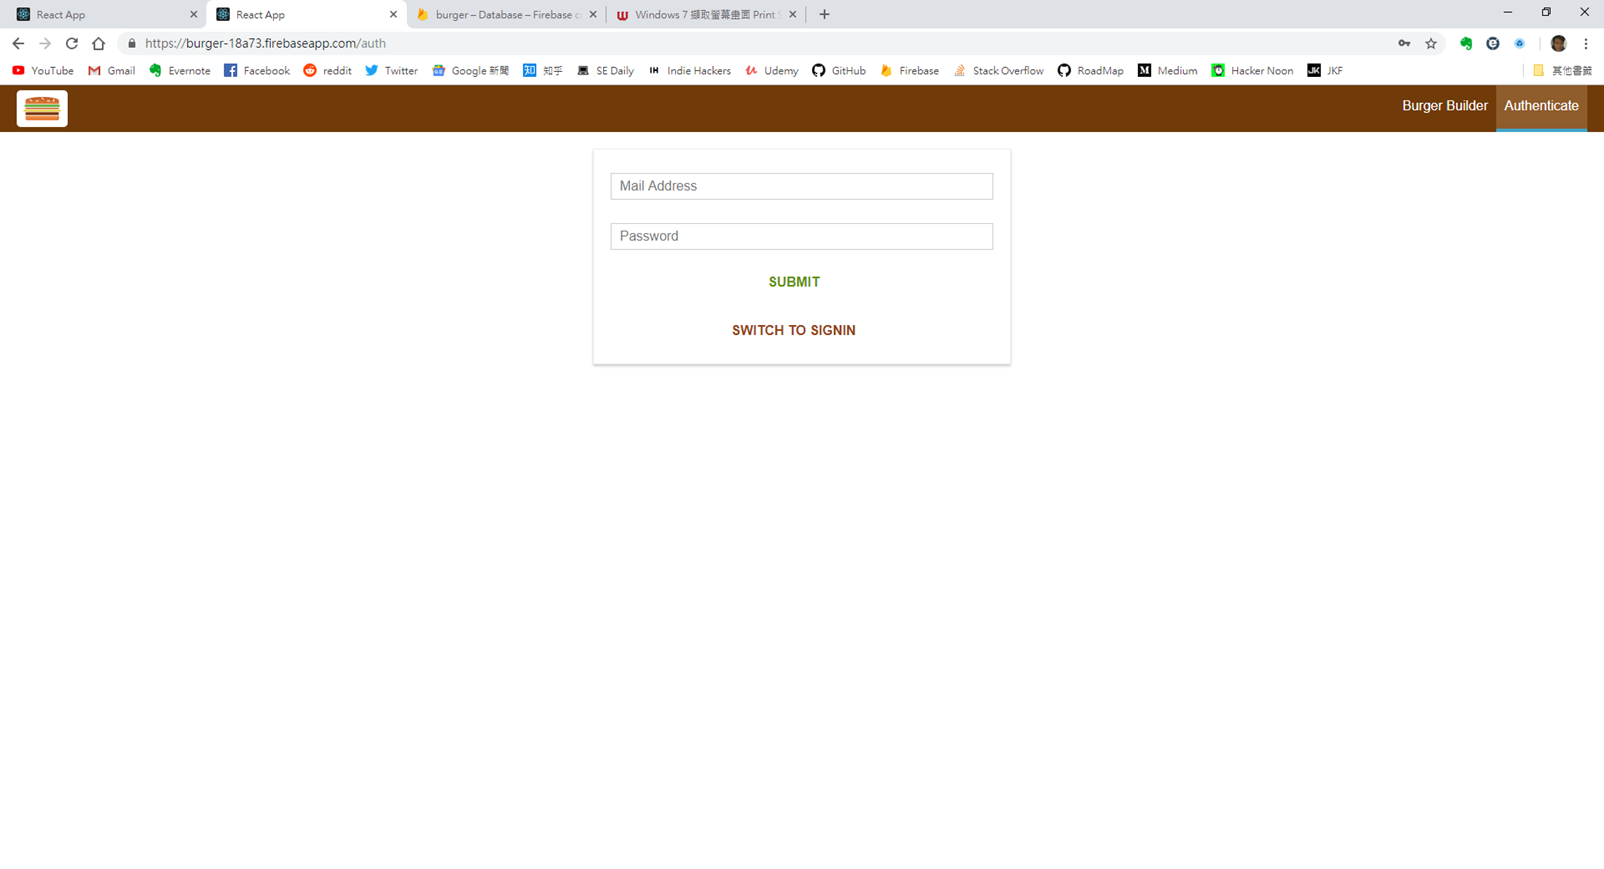 React App
React App
burger – Database – Firebase c
Windows 7 擷取螢幕畫面 Print S
https://burger-18a73.firebaseapp.com/auth
YouTube Gmail Evernote Facebook reddit Twitter Google 新聞 知乎 SE Daily IH Indie Hackers Udemy GitHub Firebase Stack Overflow RoadMap Medium Hacker Noon JK JKF 其他書籤
Burger Builder Authenticate
Mail Address
Password
SUBMIT
SWITCH TO SIGNIN